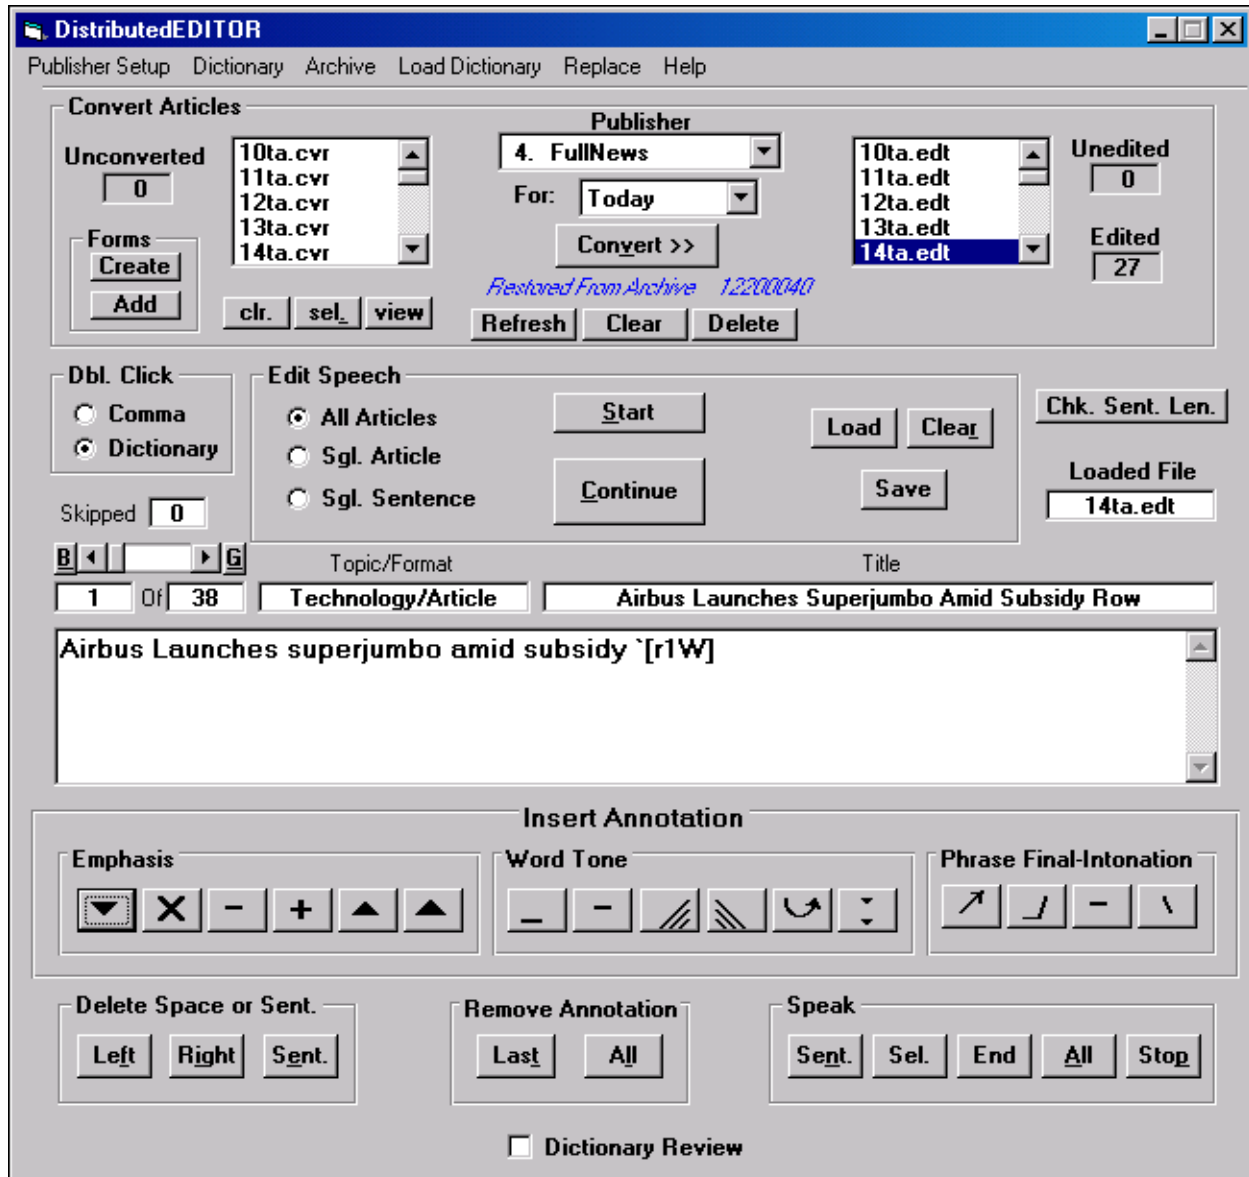 DistributedEDITOR
Publisher Setup Dictionary Archive Load Dictionary Replace Help
Convert Articles
Unconverted
0
Forms
Create
Add
10ta.cvr
11ta.cvr
12ta.cvr
13ta.cvr
14ta.cvr
clr. sel. view
Publisher
4. FullNews
For: Today
Convert >>
Restored From Archive 12200040
Refresh Clear Delete
10ta.edt
11ta.edt
12ta.edt
13ta.edt
14ta.edt
Unedited
0
Edited
27
Dbl. Click
Comma
Dictionary
Skipped 0
Edit Speech
All Articles
Sgl. Article
Sgl. Sentence
Start
Continue
Load Clear
Save
Chk. Sent. Len.
Loaded File
14ta.edt
B G
1 Of 38
Topic/Format
Technology/Article
Title
Airbus Launches Superjumbo Amid Subsidy Row
Airbus Launches superjumbo amid subsidy `[r1W]
Insert Annotation
Emphasis
Word Tone
Phrase Final-Intonation
Delete Space or Sent.
Left Right Sent.
Remove Annotation
Last All
Speak
Sent. Sel. End All Stop
Dictionary Review